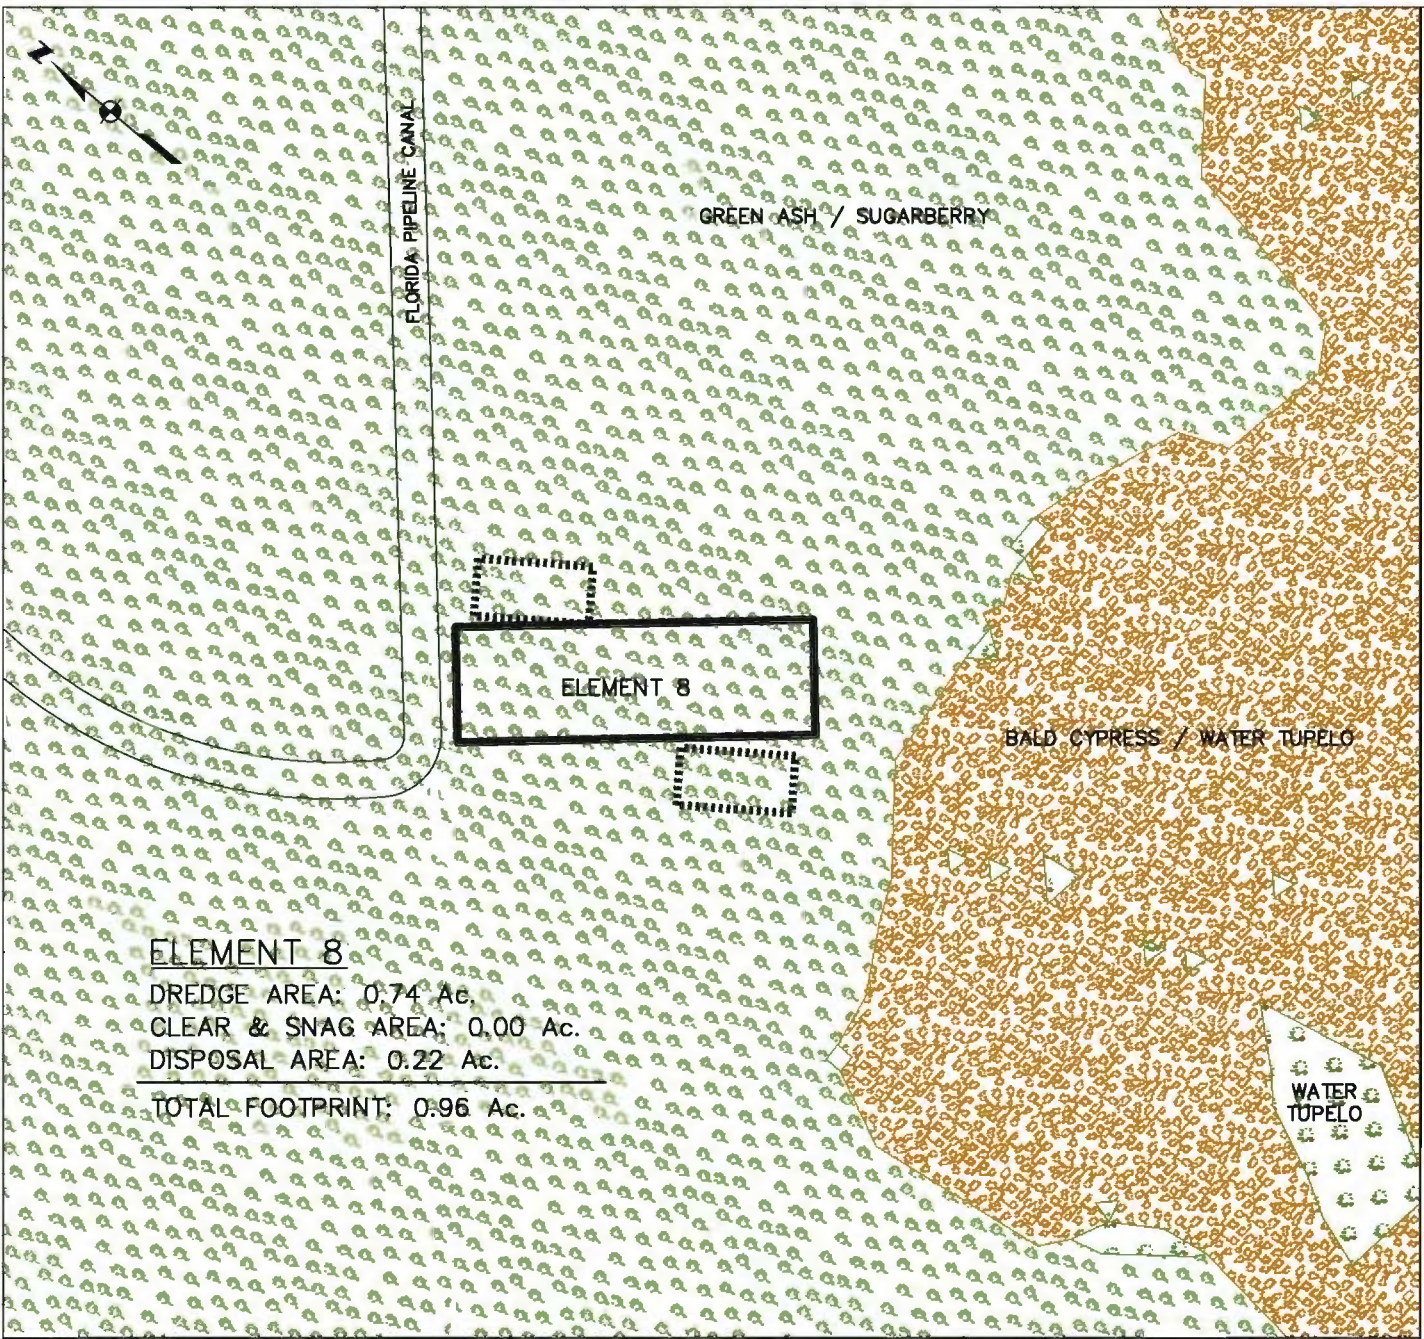 N
FLORIDA PIPELINE CANAL
GREEN ASH / SUGARBERRY
ELEMENT 8
BALD CYPRESS / WATER TUPELO
ELEMENT 8
DREDGE AREA: 0.74 Ac.
CLEAR & SNAG AREA: 0.00 Ac.
DISPOSAL AREA: 0.22 Ac.
TOTAL FOOTPRINT: 0.96 Ac.
WATER
TUPELO